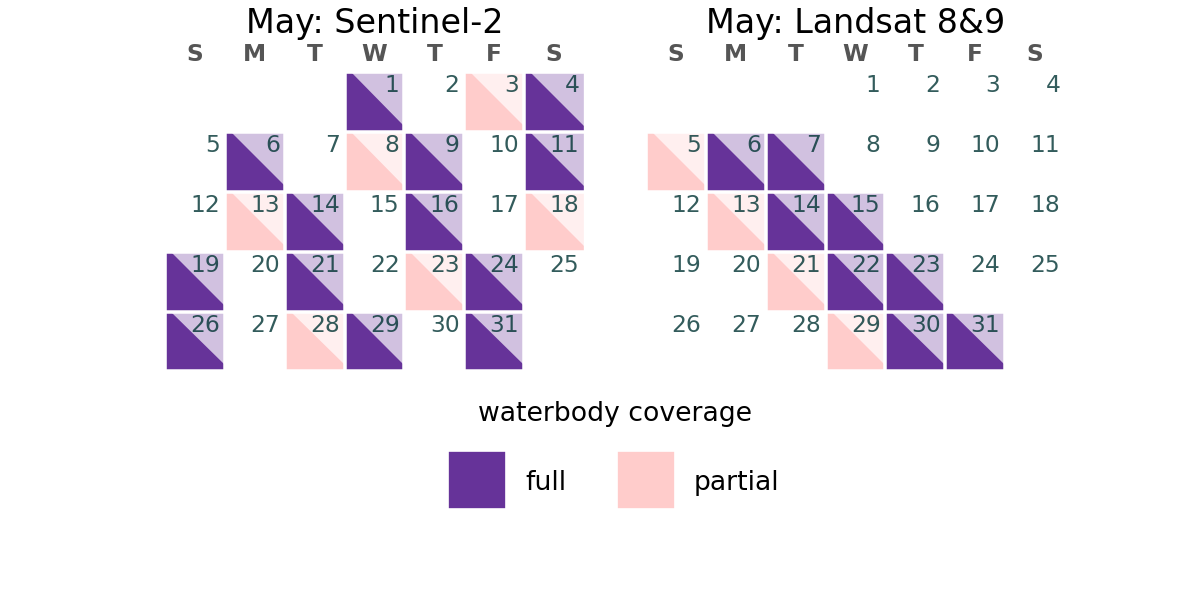 May: Sentinel-2
S M T W T F S
1 2 3 4
5 6 7 8 9 10 11
12 13 14 15 16 17 18
19 20 21 22 23 24 25
26 27 28 29 30 31
May: Landsat 8&9
S M T W T F S
1 2 3 4
5 6 7 8 9 10 11
12 13 14 15 16 17 18
19 20 21 22 23 24 25
26 27 28 29 30 31
waterbody coverage
full partial